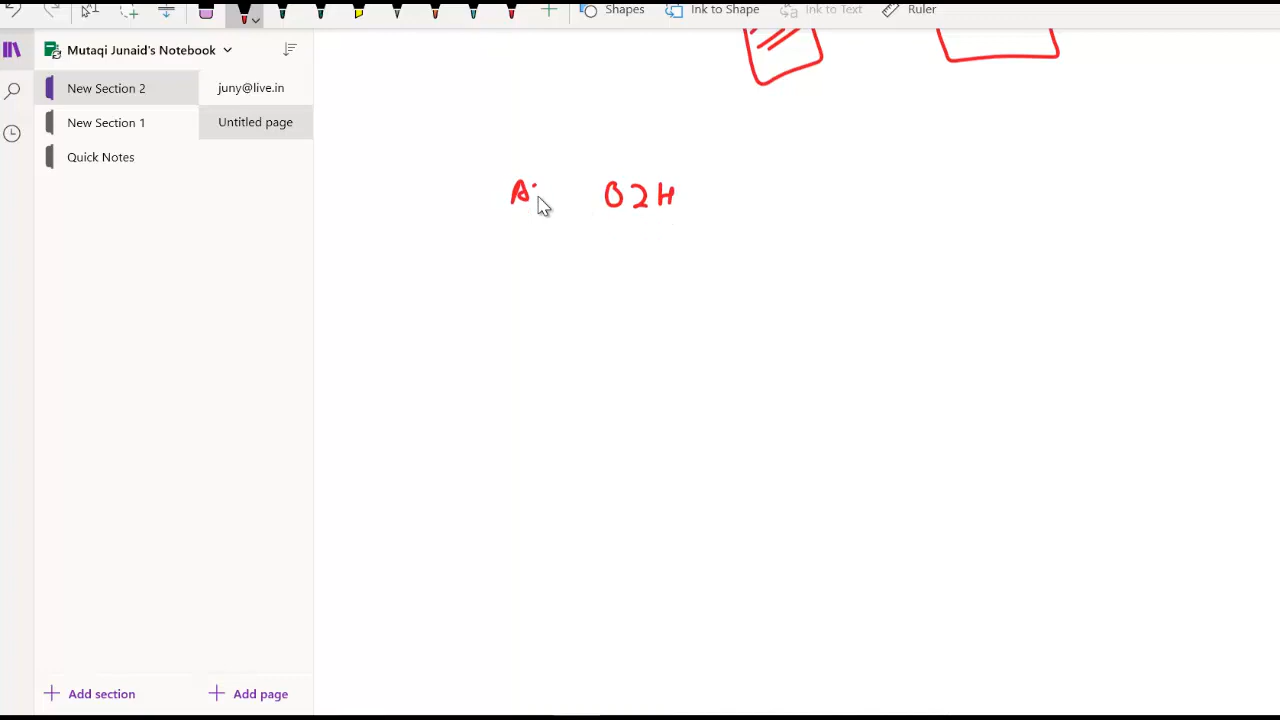 Shapes Ink to Shape Ink to Text Ruler
Mutaqi Junaid's Notebook
New Section 2
New Section 1
Quick Notes
juny@live.in
Untitled page
A: 02H
Add section
Add page